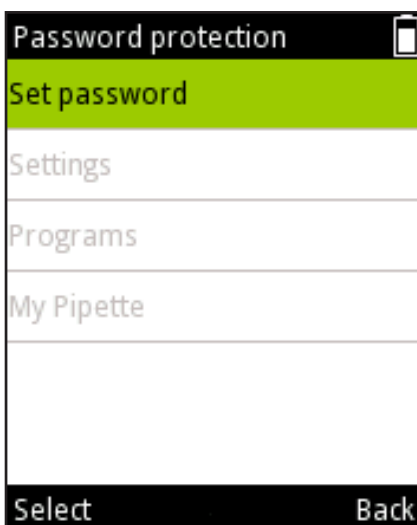 Password protection
Set password
Settings
Programs
My Pipette
Select Back